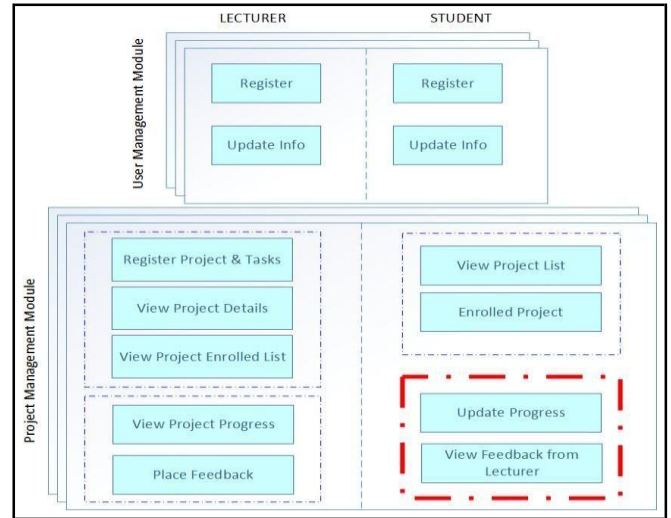 LECTURER
STUDENT
User Management Module
Register
Register
Update Info
Update Info
Project Management Module
Register Project & Tasks
View Project Details
View Project Enrolled List
View Project List
Enrolled Project
View Project Progress
Place Feedback
Update Progress
View Feedback from
Lecturer